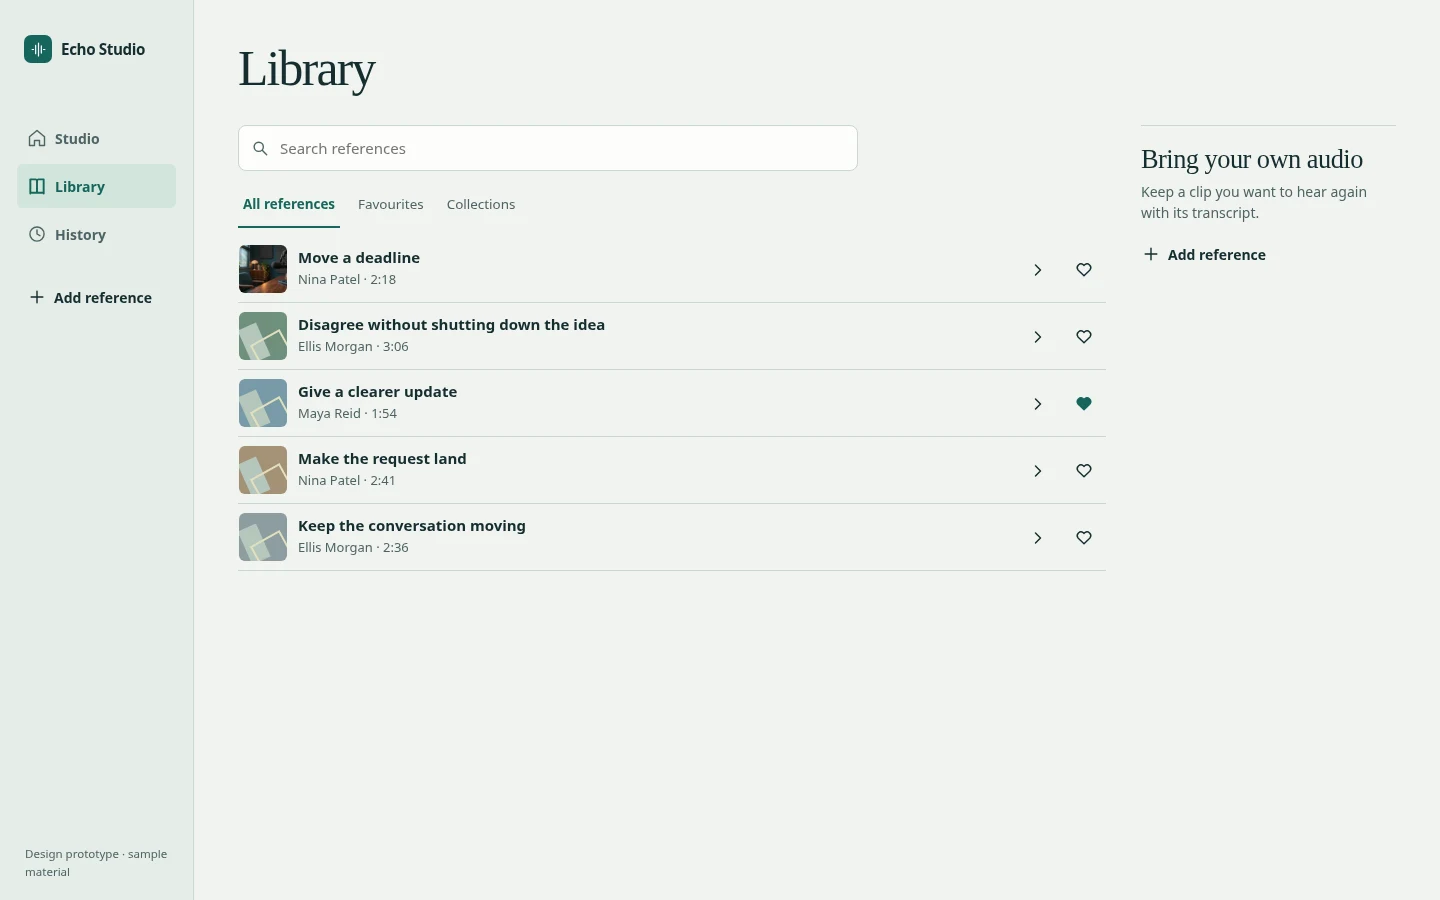 Echo Studio
Studio
Library
History
Add reference
Design prototype · sample
material
Library
Search references
All references
Favourites
Collections
Move a deadline
Nina Patel · 2:18
Disagree without shutting down the idea
Ellis Morgan · 3:06
Give a clearer update
Maya Reid · 1:54
Make the request land
Nina Patel · 2:41
Keep the conversation moving
Ellis Morgan · 2:36
Bring your own audio
Keep a clip you want to hear again
with its transcript.
Add reference